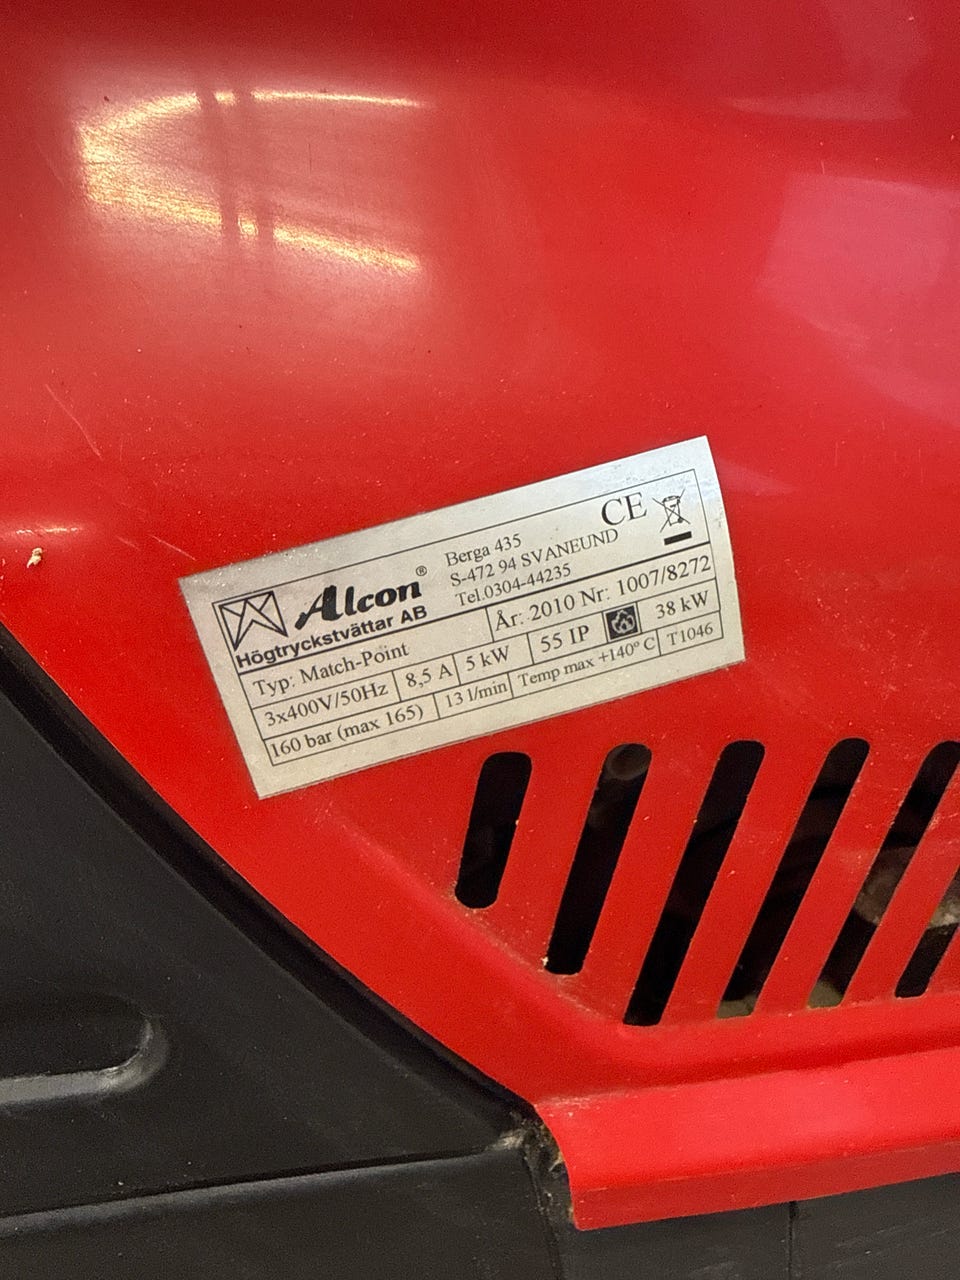 Alcon®
Högtryckstvättar AB
Berga 435
S-472 94 SVANEUND
Tel.0304-44235
CE
Typ: Match-Point
År: 2010 Nr: 1007/8272
3x400V/50Hz 8,5 A 5 kW 55 IP 38 kW
160 bar (max 165) 13 l/min Temp max +140° C T1046